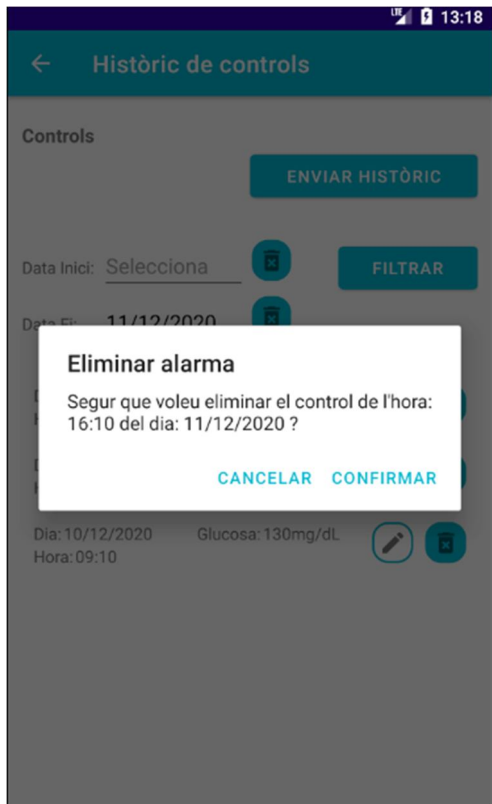 LTE 13:18
Històric de controls
Controls
ENVIAR HISTÒRIC
Data Inici: Selecciona
FILTRAR
11/12/2020
Eliminar alarma
Segur que voleu eliminar el control de l'hora:
16:10 del dia: 11/12/2020 ?
CANCELAR CONFIRMAR
Dia: 10/12/2020 Glucosa: 130mg/dL
Hora: 09:10